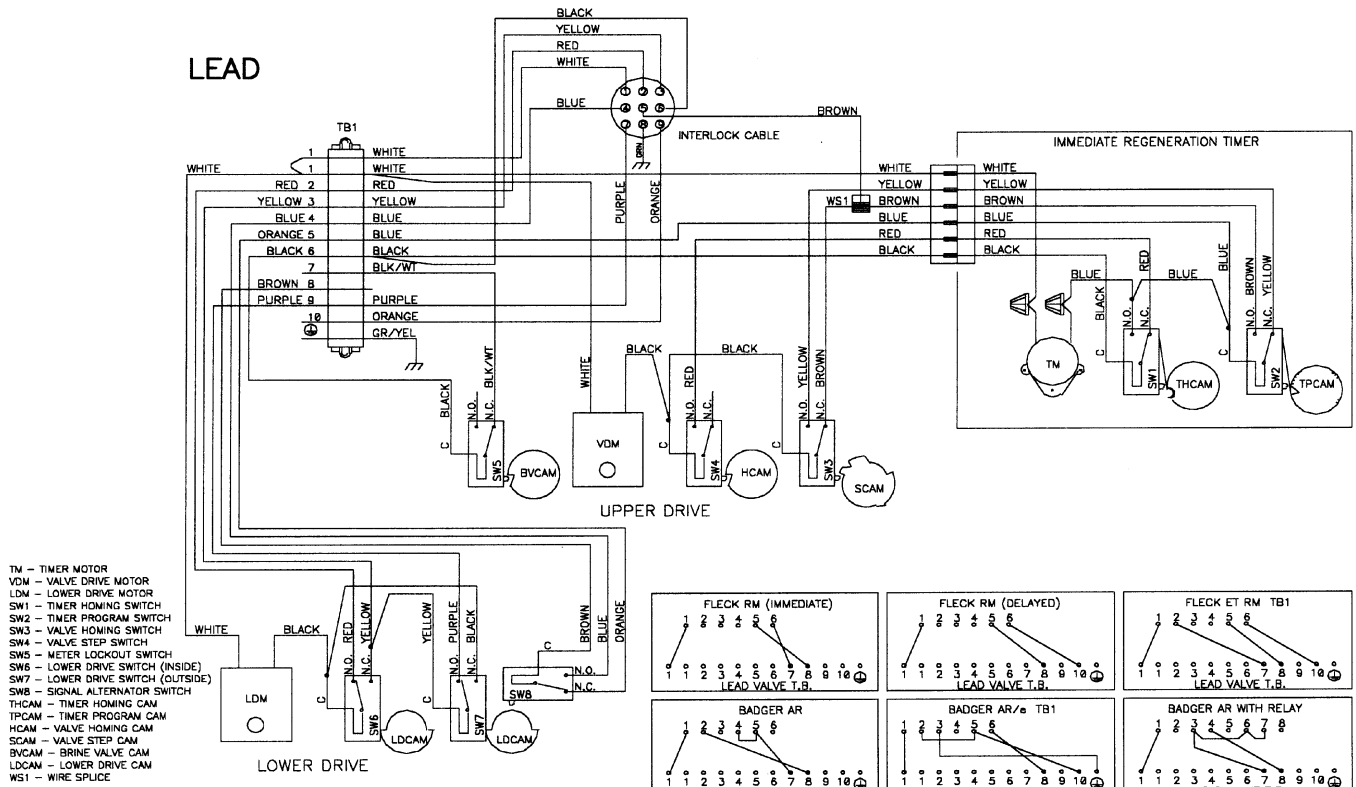 LEAD
BLACK
YELLOW
RED
WHITE
BLUE
1 2 3
4 5 6
7 8 9
BROWN
INTERLOCK CABLE
GRN
PURPLE
ORANGE
TB1
1 WHITE
WHITE 1 WHITE
RED 2 RED
YELLOW 3 YELLOW
BLUE 4 BLUE
ORANGE 5 BLUE
BLACK 6 BLACK
7 BLK/WT
BROWN 8
PURPLE 9 PURPLE
10 ORANGE
GR/YEL
IMMEDIATE REGENERATION TIMER
WHITE WHITE
YELLOW YELLOW
WS1 BROWN BROWN
BLUE BLUE
RED RED
BLACK BLACK
BLUE
BLACK
N.O.
RED
N.C.
BLUE
BLUE
BROWN
N.O.
YELLOW
N.C.
C
C
TM
SW1
THCAM
SW2
TPCAM
BLACK
C
N.O.
BLK/WT
N.C.
SW5
BVCAM
WHITE
VDM
BLACK
BLACK
C
RED
N.O.
N.C.
SW4
HCAM
C
YELLOW
N.O.
BROWN
N.C.
SW3
SCAM
UPPER DRIVE
TM – TIMER MOTOR
VDM – VALVE DRIVE MOTOR
LDM – LOWER DRIVE MOTOR
SW1 – TIMER HOMING SWITCH
SW2 – TIMER PROGRAM SWITCH
SW3 – VALVE HOMING SWITCH
SW4 – VALVE STEP SWITCH
SW5 – METER LOCKOUT SWITCH
SW6 – LOWER DRIVE SWITCH (INSIDE)
SW7 – LOWER DRIVE SWITCH (OUTSIDE)
SW8 – SIGNAL ALTERNATOR SWITCH
THCAM – TIMER HOMING CAM
TPCAM – TIMER PROGRAM CAM
HCAM – VALVE HOMING CAM
SCAM – VALVE STEP CAM
BVCAM – BRINE VALVE CAM
LDCAM – LOWER DRIVE CAM
WS1 – WIRE SPLICE
WHITE
BLACK
LDM
C
RED
N.O.
YELLOW
N.C.
SW6
LDCAM
YELLOW
C
PURPLE
N.O.
BLACK
N.C.
SW7
LDCAM
BROWN
BLUE
ORANGE
C
N.O.
N.C.
SW8
LOWER DRIVE
FLECK RM (IMMEDIATE)
1 2 3 4 5 6
1 1 2 3 4 5 6 7 8 9 10
LEAD VALVE T.B.
FLECK RM (DELAYED)
1 2 3 4 5 6
1 1 2 3 4 5 6 7 8 9 10
LEAD VALVE T.B.
FLECK ET RM TB1
1 2 3 4 5 6
1 1 2 3 4 5 6 7 8 9 10
LEAD VALVE T.B.
BADGER AR
1 2 3 4 5 6
1 1 2 3 4 5 6 7 8 9 10
BADGER AR/a TB1
1 2 3 4 5 6
1 1 2 3 4 5 6 7 8 9 10
BADGER AR WITH RELAY
1 2 3 4 5 6 7 8
1 1 2 3 4 5 6 7 8 9 10